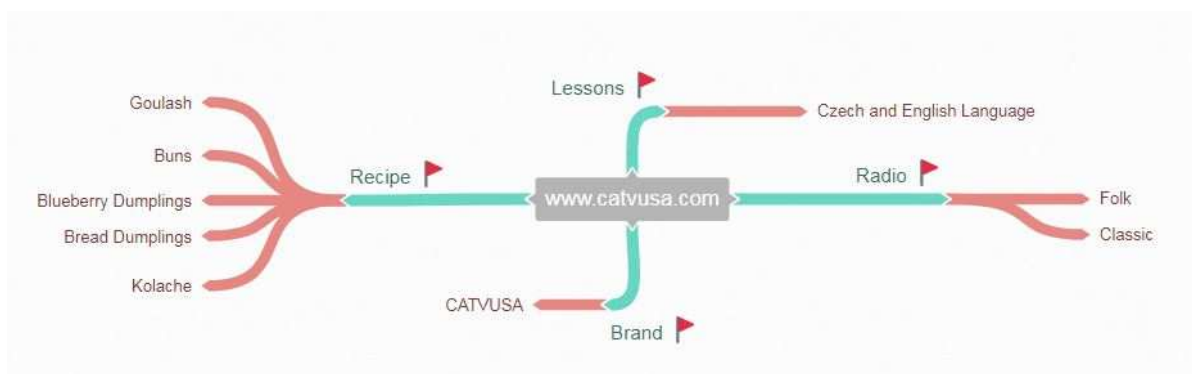 Lessons
Goulash
Czech and English Language
Buns
Recipe
Radio
Blueberry Dumplings
www.catvusa.com
Folk
Bread Dumplings
Classic
Kolache
CATVUSA
Brand